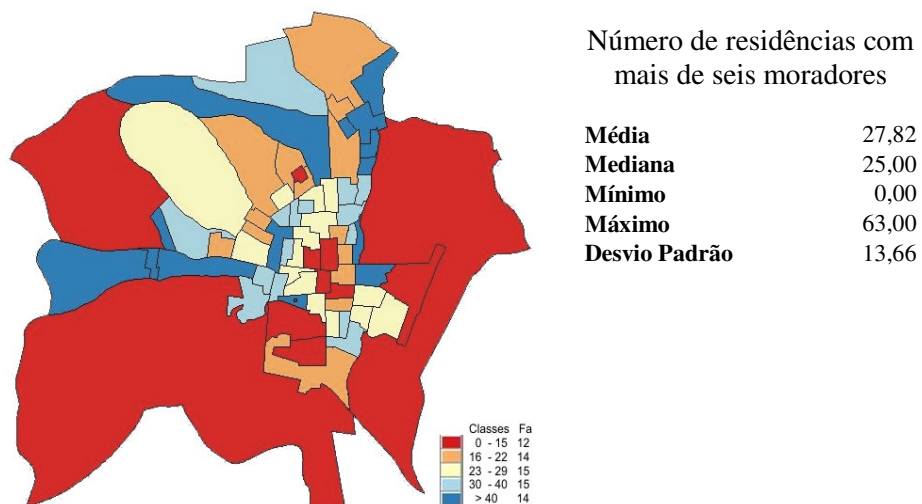 Número de residências com
mais de seis moradores
Média 27,82
Mediana 25,00
Mínimo 0,00
Máximo 63,00
Desvio Padrão 13,66
Classes Fa
0 - 15 12
16 - 22 14
23 - 29 15
30 - 40 15
> 40 14